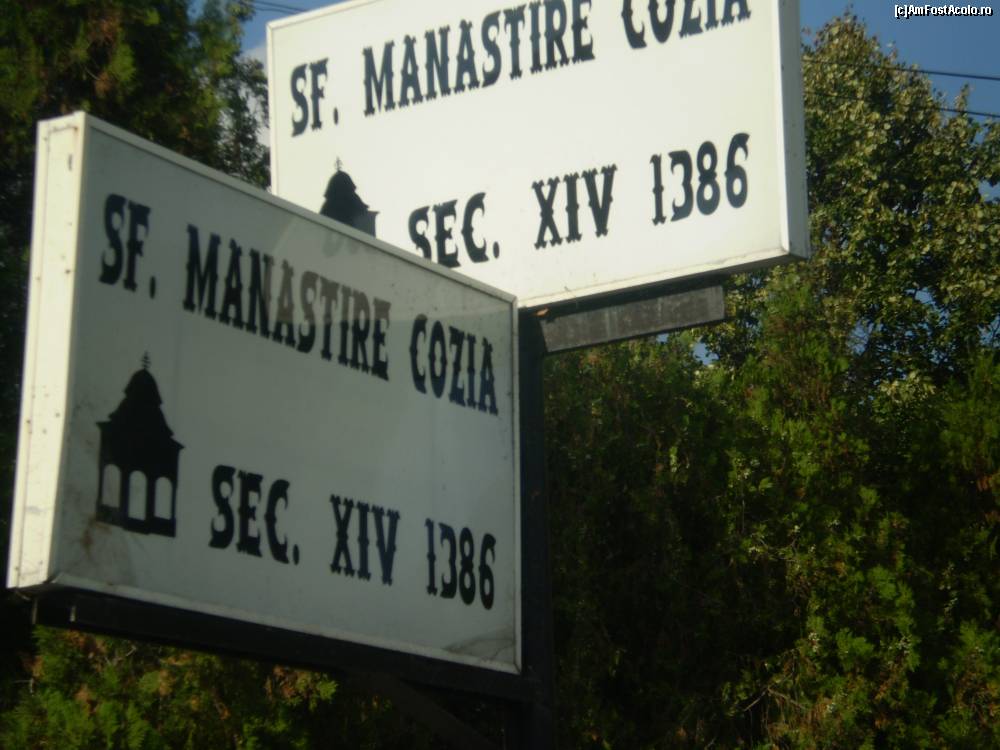 [c]AmFostAcolo.ro
SF. MANASTIRE COZIA
SEC. XIV 1386
SF. MANASTIRE COZIA
SEC. XIV 1386